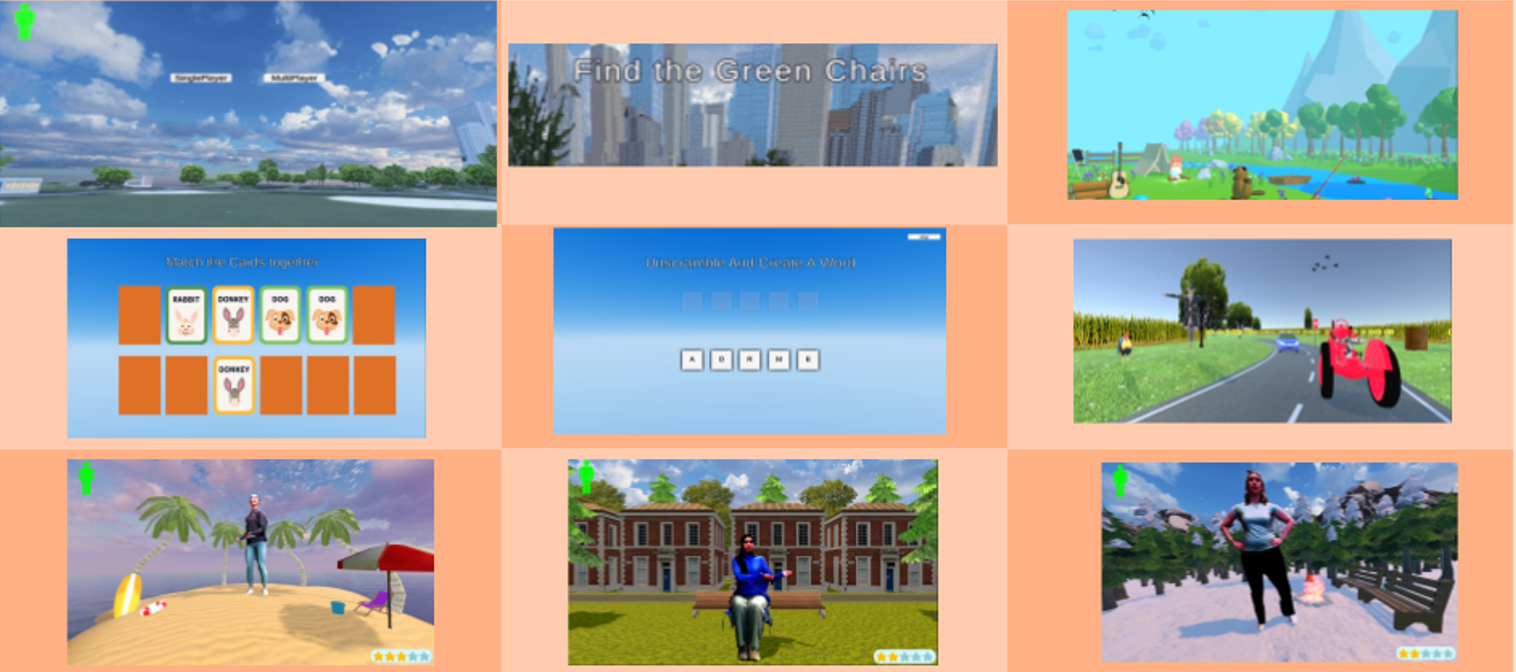 SinglePlayer MultiPlayer
Find the Green Chairs
Match the Cards together
RABBIT DONKEY DOG DOG
DONKEY
Unscramble And Create A Word
A D R M E